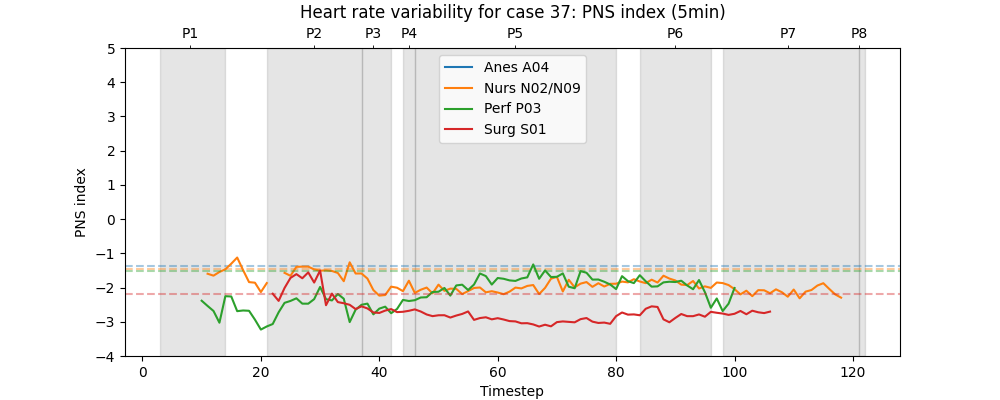 Heart rate variability for case 37: PNS index (5min)
P1 P2 P3 P4 P5 P6 P7 P8
5
4
3
2
1
0
−1
−2
−3
−4
PNS index
Anes A04
Nurs N02/N09
Perf P03
Surg S01
0 20 40 60 80 100 120
Timestep